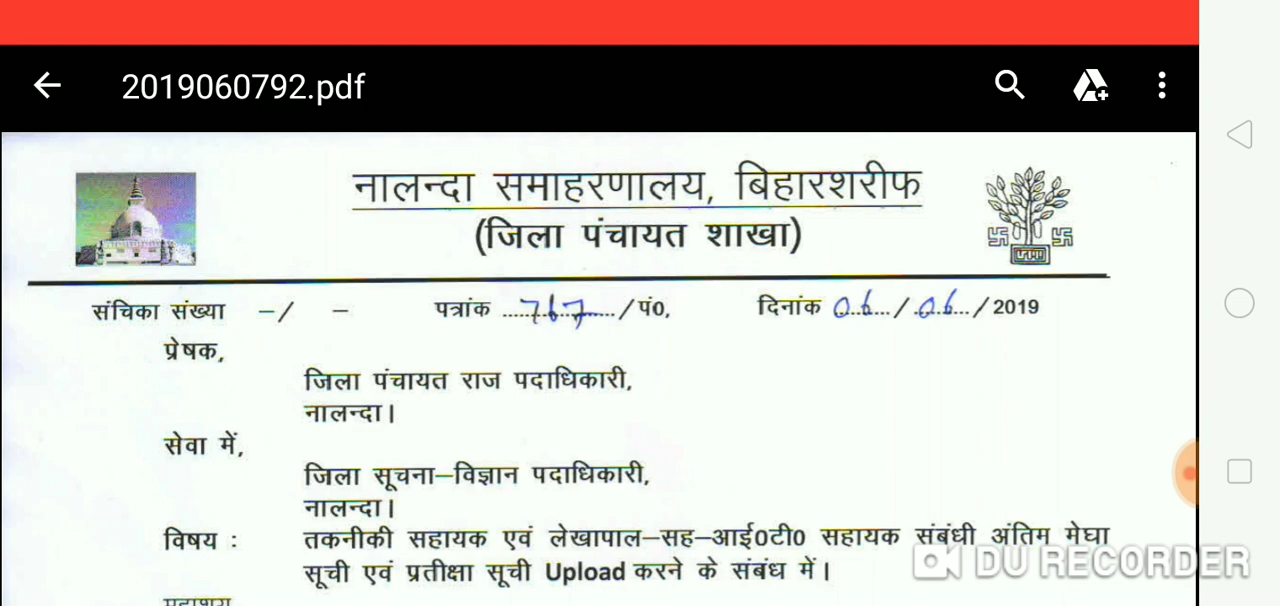 2019060792.pdf
नालन्दा समाहरणालय, बिहारशरीफ
(जिला पंचायत शाखा)
संचिका संख्या -/ - पत्रांक ......767....../पं0, दिनांक 06.../.06.../2019
प्रेषक,
जिला पंचायत राज पदाधिकारी,
नालन्दा।
सेवा में,
जिला सूचना-विज्ञान पदाधिकारी,
नालन्दा।
विषय : तकनीकी सहायक एवं लेखापाल-सह-आई0टी0 सहायक संबंधी अंतिम मेघा
सूची एवं प्रतीक्षा सूची Upload करने के संबंध में।
DU RECORDER